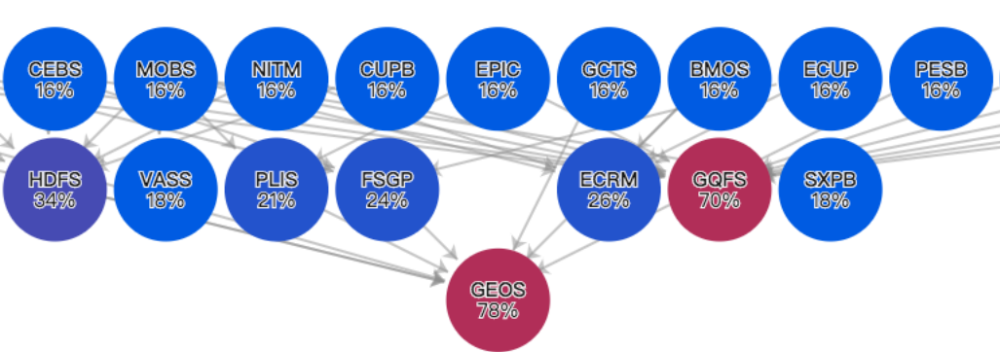 CEBS
16%
MOBS
16%
NITM
16%
CUPB
16%
EPIC
16%
GCTS
16%
BMOS
16%
ECUP
16%
PESB
16%
HDFS
34%
VASS
18%
PLIS
21%
FSGP
24%
ECRM
26%
GQFS
70%
SXPB
18%
GEOS
78%